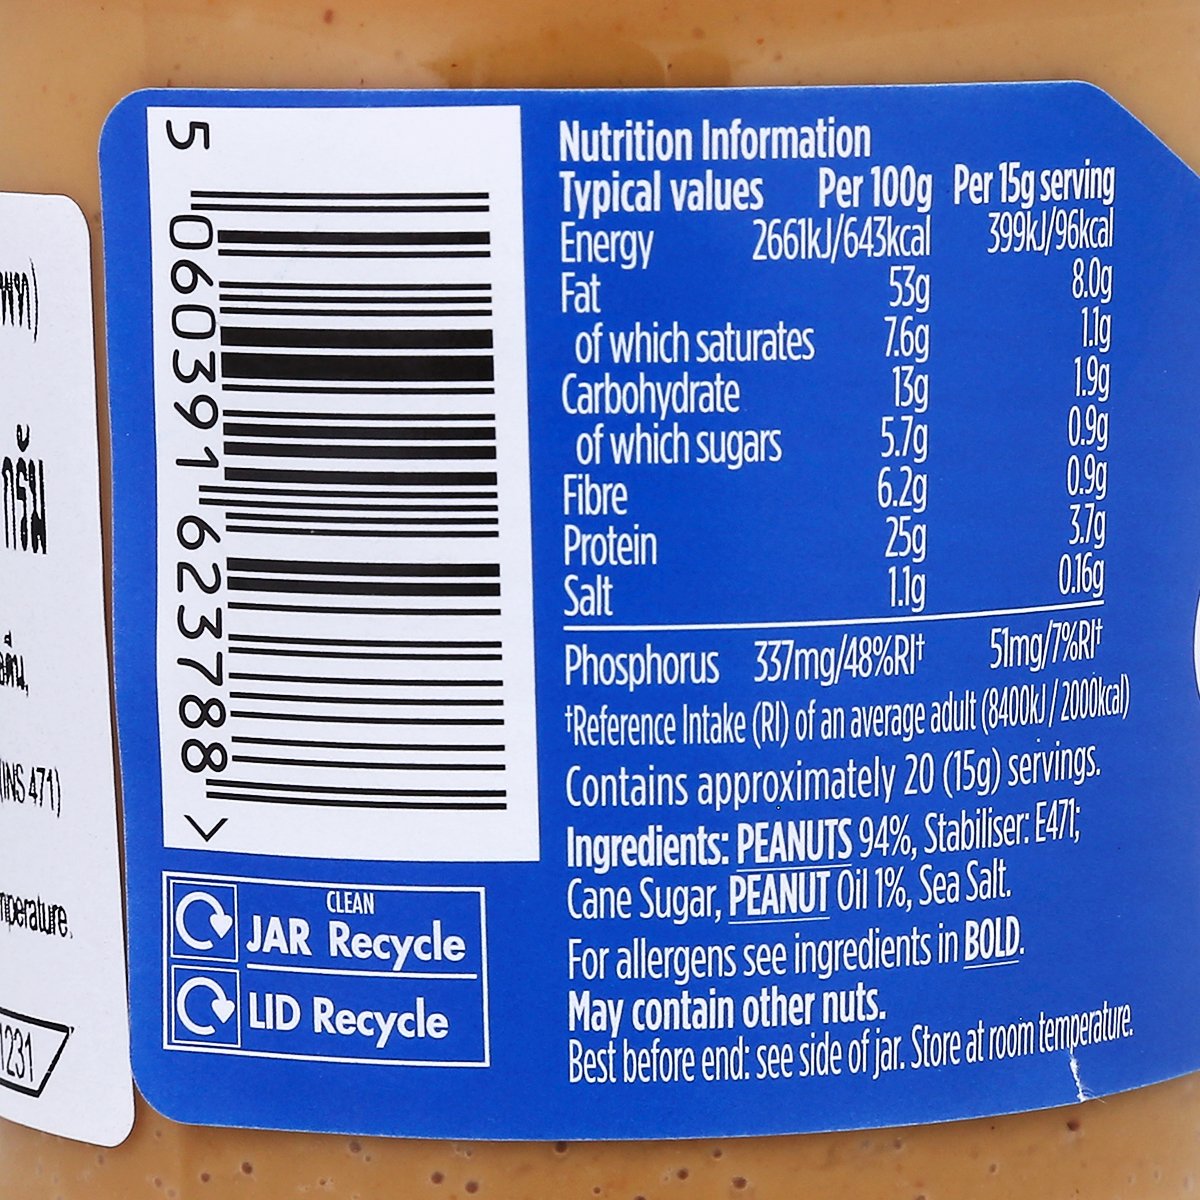 กรัม
(INS 471)
1231
5 060391 623788 >
CLEAN
JAR Recycle
LID Recycle
Nutrition Information
Typical values Per 100g Per 15g serving
Energy 2661kJ/643kcal 399kJ/96kcal
Fat 53g 8.0g
of which saturates 7.6g 1.1g
Carbohydrate 13g 1.9g
of which sugars 5.7g 0.9g
Fibre 6.2g 0.9g
Protein 25g 3.7g
Salt 1.1g 0.16g
Phosphorus 337mg/48%RI† 51mg/7%RI†
†Reference Intake (RI) of an average adult (8400kJ / 2000kcal)
Contains approximately 20 (15g) servings.
Ingredients: PEANUTS 94%, Stabiliser: E471;
Cane Sugar, PEANUT Oil 1%, Sea Salt.
For allergens see ingredients in BOLD.
May contain other nuts.
Best before end: see side of jar. Store at room temperature.